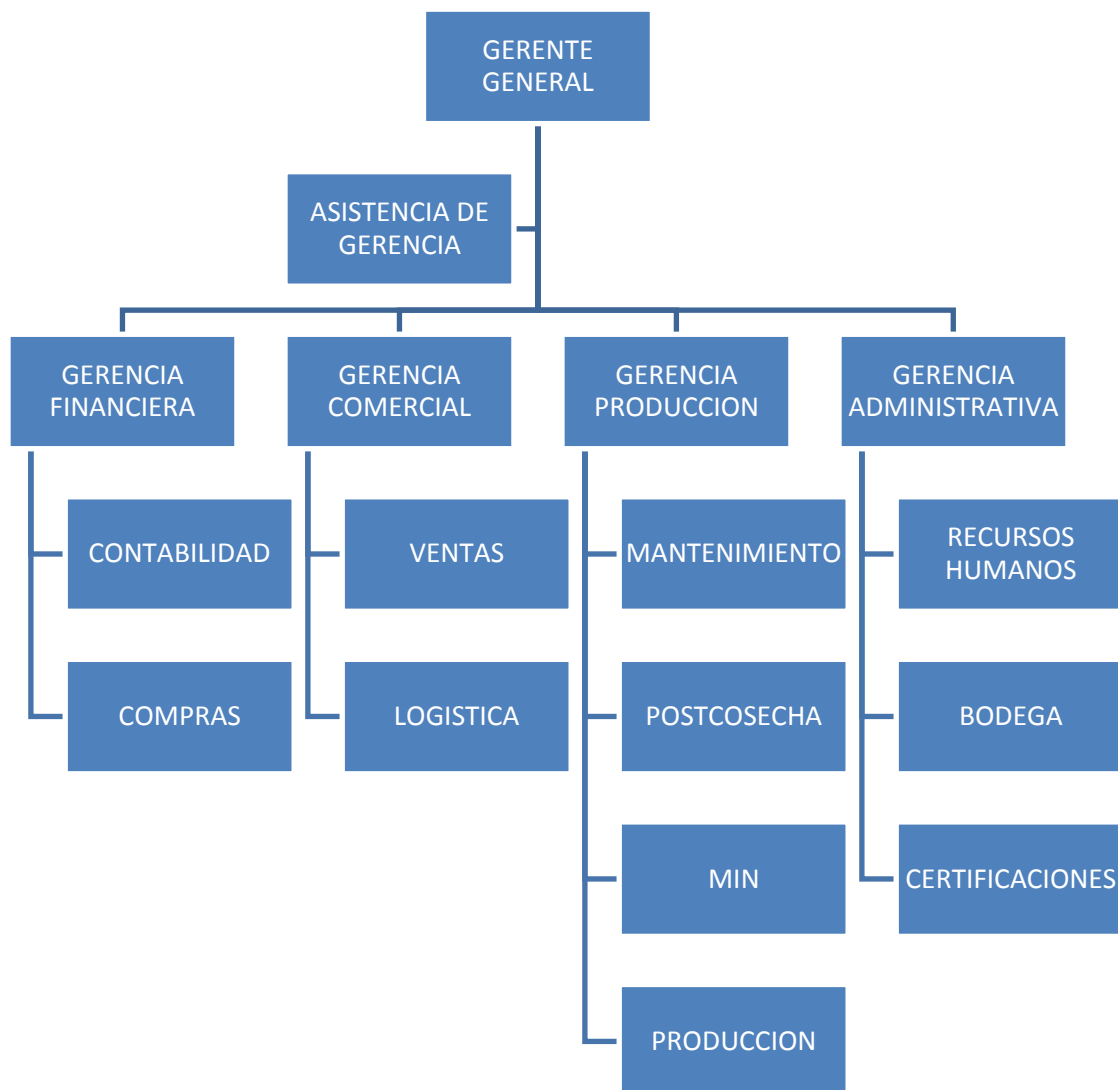 GERENTE
GENERAL
ASISTENCIA DE
GERENCIA
GERENCIA
FINANCIERA
GERENCIA
COMERCIAL
GERENCIA
PRODUCCION
GERENCIA
ADMINISTRATIVA
CONTABILIDAD
VENTAS
MANTENIMIENTO
RECURSOS
HUMANOS
COMPRAS
LOGISTICA
POSTCOSECHA
BODEGA
MIN
CERTIFICACIONES
PRODUCCION